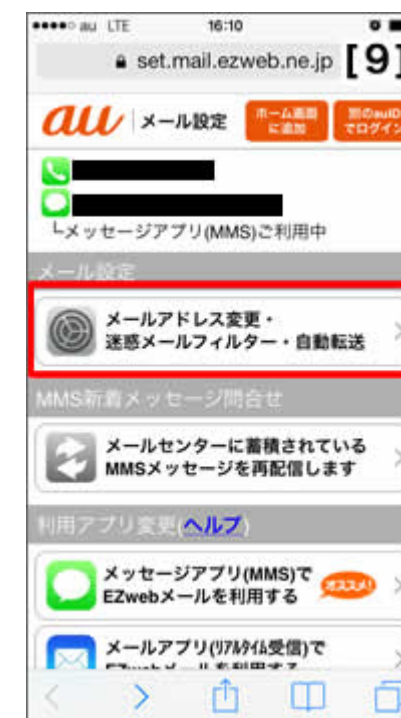 au LTE 16:10
set.mail.ezweb.ne.jp [9]
au メール設定
ホーム画面
に追加
別のauID
でログイン
└メッセージアプリ(MMS)ご利用中
メール設定
メールアドレス変更・
迷惑メールフィルター・自動転送
MMS新着メッセージ問合せ
メールセンターに蓄積されている
MMSメッセージを再配信します
利用アプリ変更(ヘルプ)
メッセージアプリ(MMS)で
EZwebメールを利用する
オススメ!
メールアプリ(リアルタイム受信)で